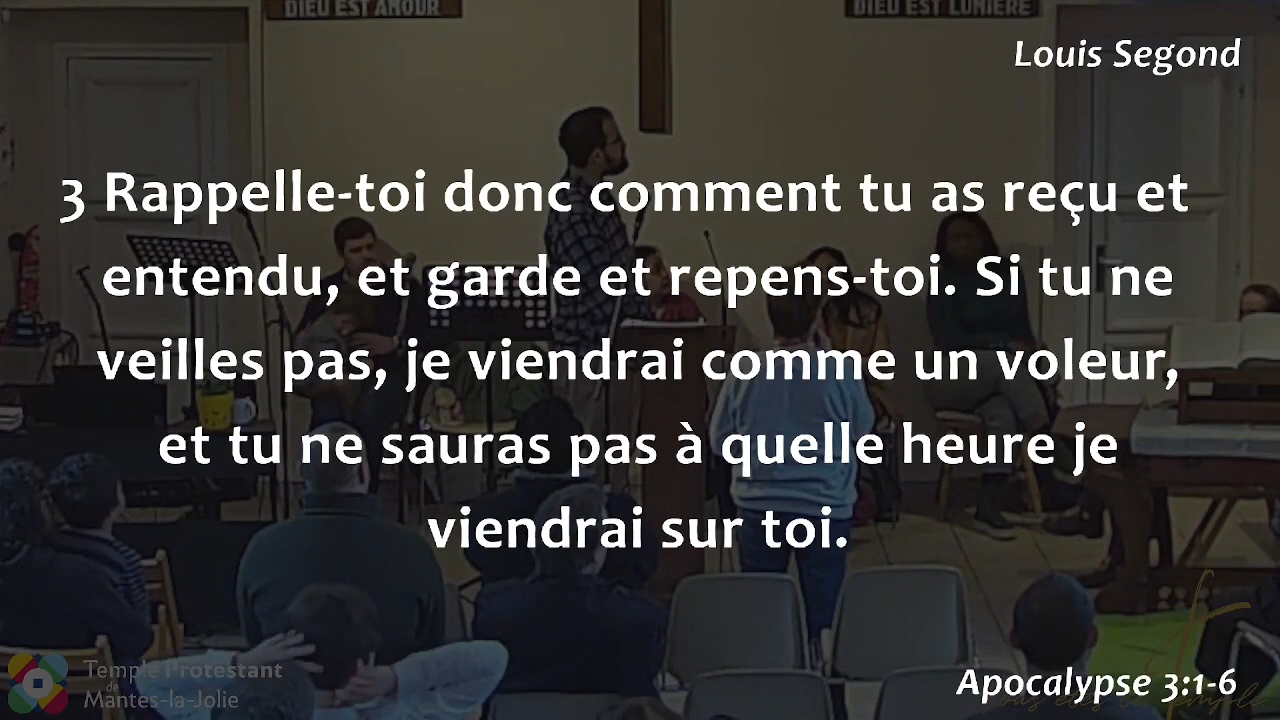 DIEU EST AMOUR
DIEU EST LUMIÈRE
Louis Segond
3 Rappelle-toi donc comment tu as reçu et
entendu, et garde et repens-toi. Si tu ne
veilles pas, je viendrai comme un voleur,
et tu ne sauras pas à quelle heure je
viendrai sur toi.
Temple Protestant
de
Mantes-la-Jolie
Apocalypse 3:1-6